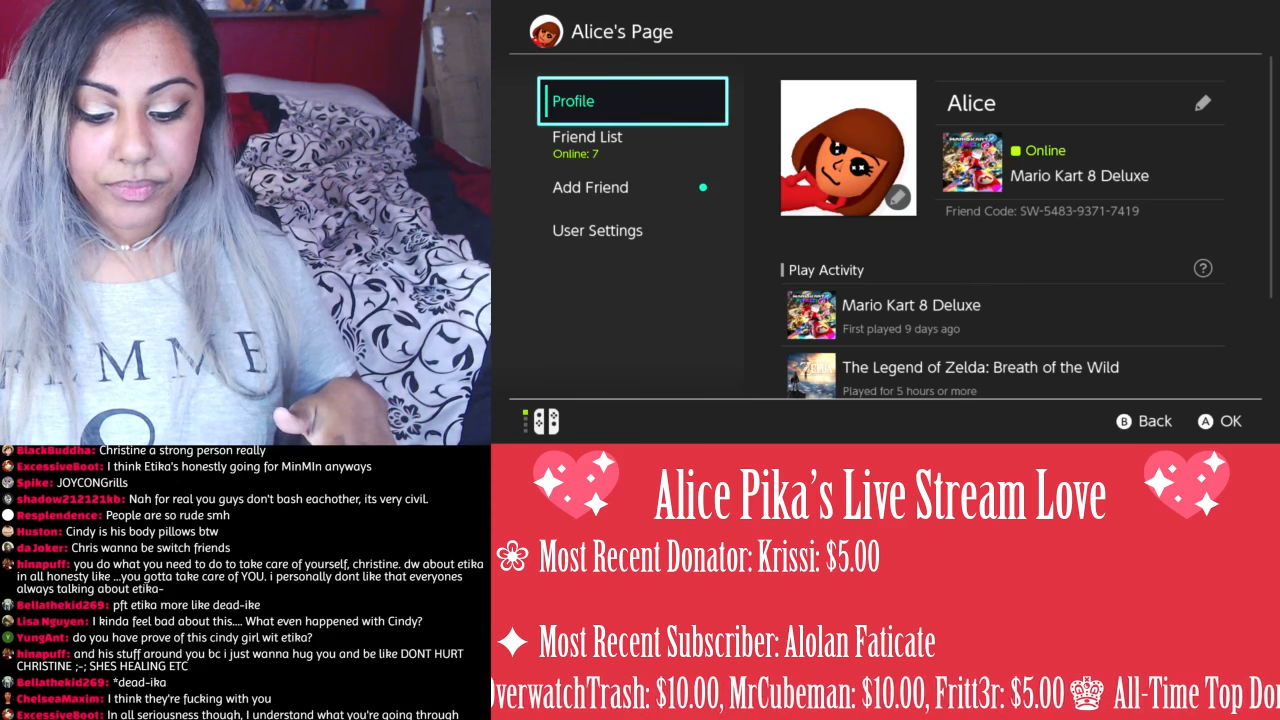 FEMME
Alice's Page
Profile
Friend List
Online: 7
Add Friend
User Settings
Alice
Online
Mario Kart 8 Deluxe
Friend Code: SW-5483-9371-7419
Play Activity
?
Mario Kart 8 Deluxe
First played 9 days ago
The Legend of Zelda: Breath of the Wild
Played for 5 hours or more
B Back A OK
BlackBuddha: Christine a strong person really
ExcessiveBoot: I think Etika's honestly going for MinMIn anyways
Spike: JOYCONGrills
shadow212121kb: Nah for real you guys don't bash eachother, its very civil.
Resplendence: People are so rude smh
Huston: Cindy is his body pillows btw
da Joker: Chris wanna be switch friends
hinapuff: you do what you need to do to take care of yourself, christine. dw about etika
in all honesty like ...you gotta take care of YOU. i personally dont like that everyones
always talking about etika-
Bellathekid269: pft etika more like dead-ike
Lisa Nguyen: I kinda feel bad about this.... What even happened with Cindy?
YungAnt: do you have prove of this cindy girl wit etika?
hinapuff: and his stuff around you bc i just wanna hug you and be like DONT HURT
CHRISTINE ;-; SHES HEALING ETC
Bellathekid269: *dead-ika
ChelseaMaxim: I think they're fucking with you
ExcessiveBoot: In all seriousness though, I understand what you're going through
Alice Pika's Live Stream Love
Most Recent Donator: Krissi: $5.00
Most Recent Subscriber: Alolan Faticate
OverwatchTrash: $10.00, MrCubeman: $10.00, Fritt3r: $5.00 All-Time Top Do